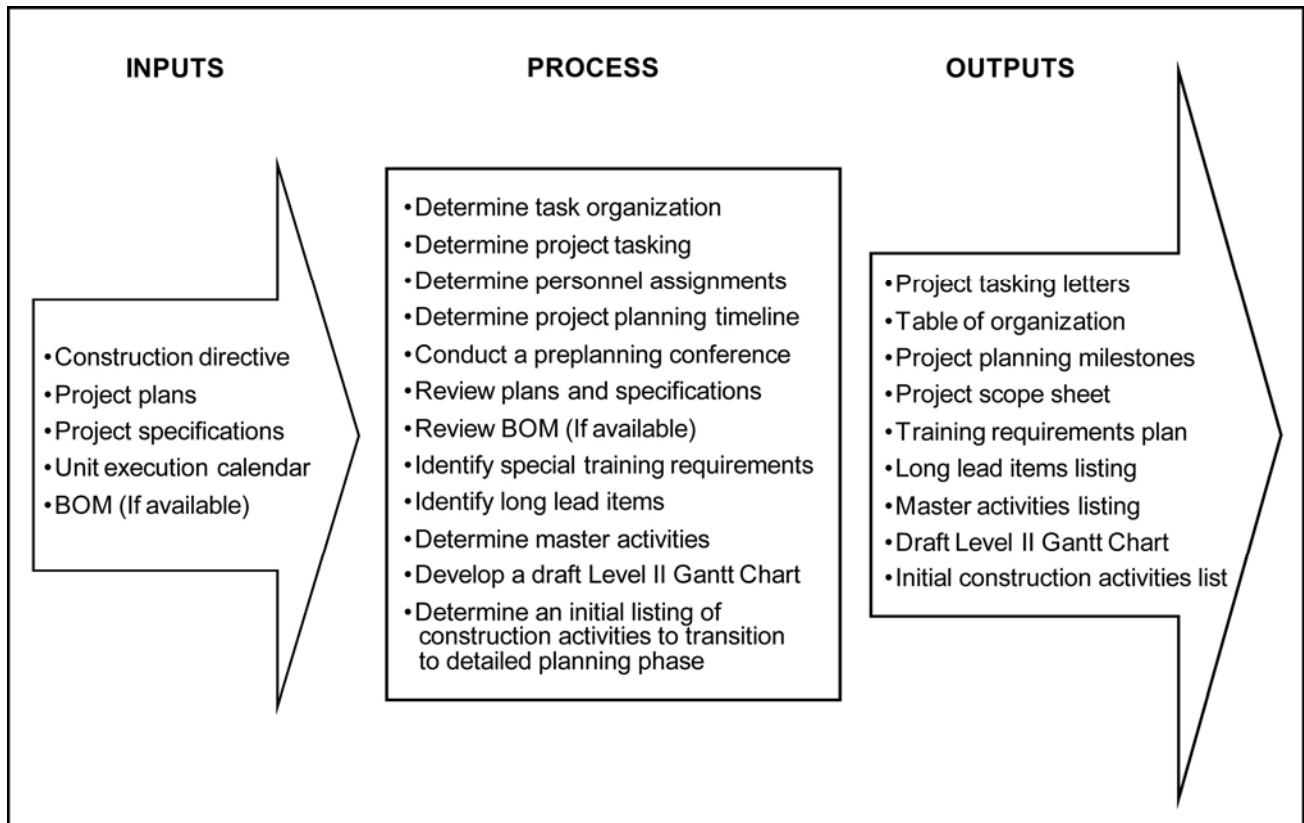 INPUTS
PROCESS
OUTPUTS
•Construction directive
•Project plans
•Project specifications
•Unit execution calendar
•BOM (If available)
•Determine task organization
•Determine project tasking
•Determine personnel assignments
•Determine project planning timeline
•Conduct a preplanning conference
•Review plans and specifications
•Review BOM (If available)
•Identify special training requirements
•Identify long lead items
•Determine master activities
•Develop a draft Level II Gantt Chart
•Determine an initial listing of
construction activities to transition
to detailed planning phase
•Project tasking letters
•Table of organization
•Project planning milestones
•Project scope sheet
•Training requirements plan
•Long lead items listing
•Master activities listing
•Draft Level II Gantt Chart
•Initial construction activities list